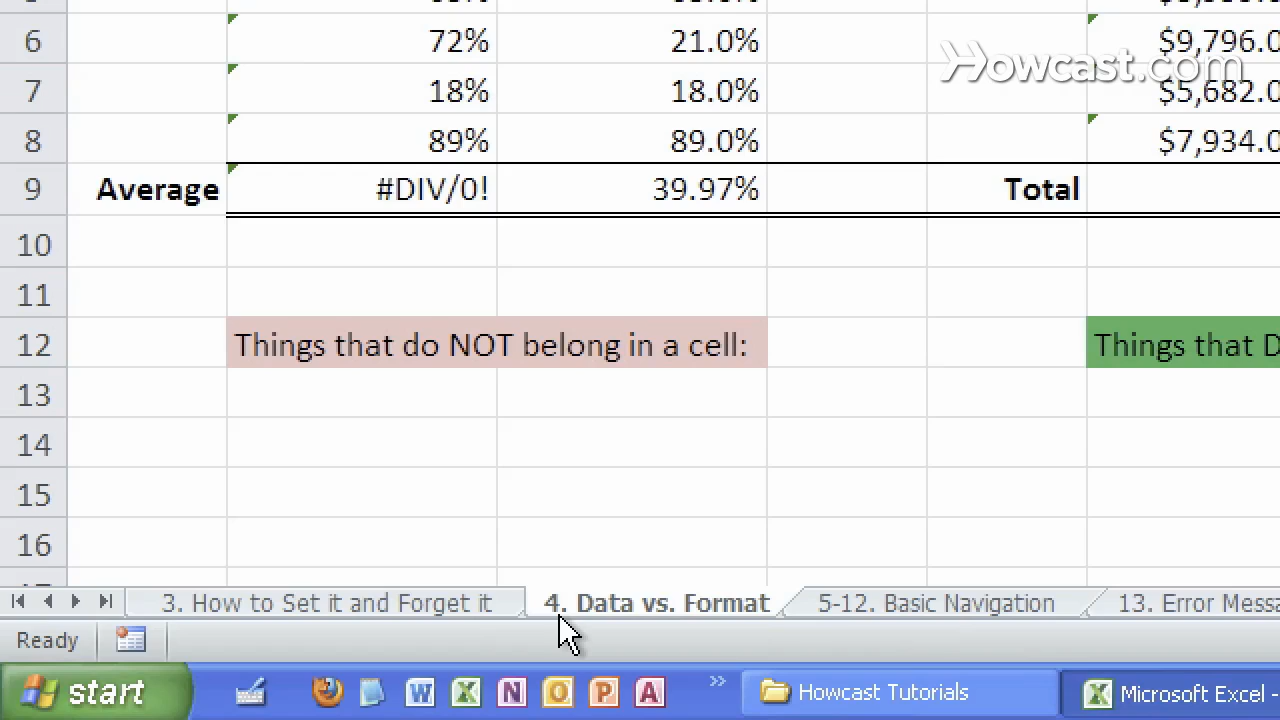 6 72% 21.0% $9,796.0
Howcast.com
7 18% 18.0% $5,682.0
8 89% 89.0% $7,934.0
9 Average #DIV/0! 39.97% Total
10
11
12 Things that do NOT belong in a cell: Things that D
13
14
15
16
3. How to Set it and Forget it 4. Data vs. Format 5-12. Basic Navigation 13. Error Messa
Ready
start W X N O P A » Howcast Tutorials Microsoft Excel -